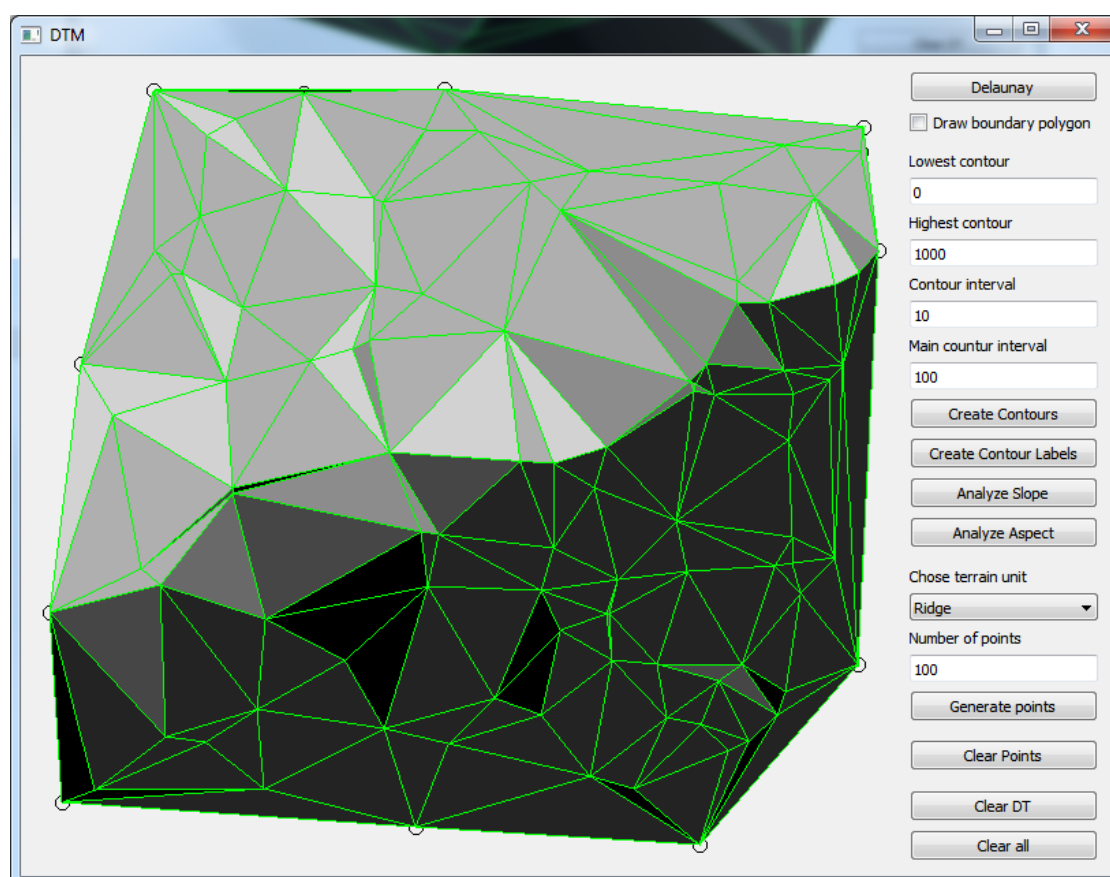 DTM
Delaunay
Draw boundary polygon
Lowest contour
0
Highest contour
1000
Contour interval
10
Main countur interval
100
Create Contours
Create Contour Labels
Analyze Slope
Analyze Aspect
Chose terrain unit
Ridge
Number of points
100
Generate points
Clear Points
Clear DT
Clear all